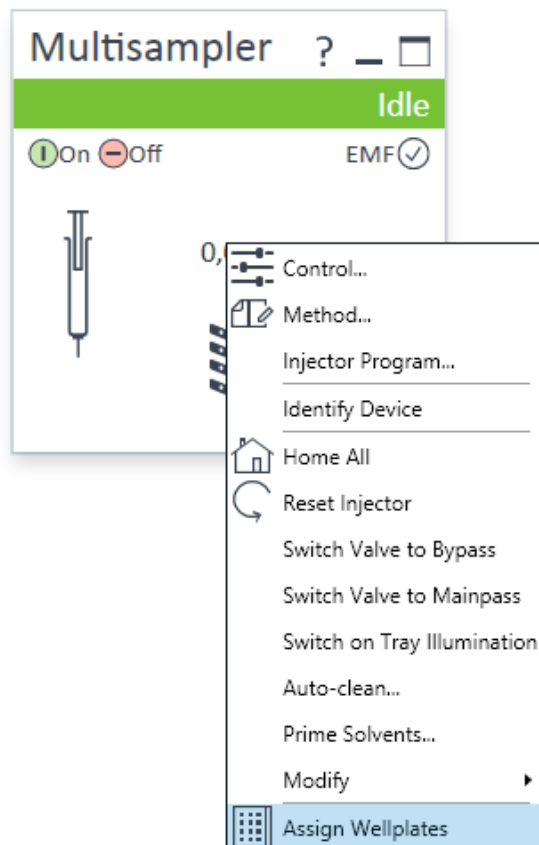 Multisampler ?
Idle
On Off EMF
0,
Control...
Method...
Injector Program...
Identify Device
Home All
Reset Injector
Switch Valve to Bypass
Switch Valve to Mainpass
Switch on Tray Illumination
Auto-clean...
Prime Solvents...
Modify
Assign Wellplates